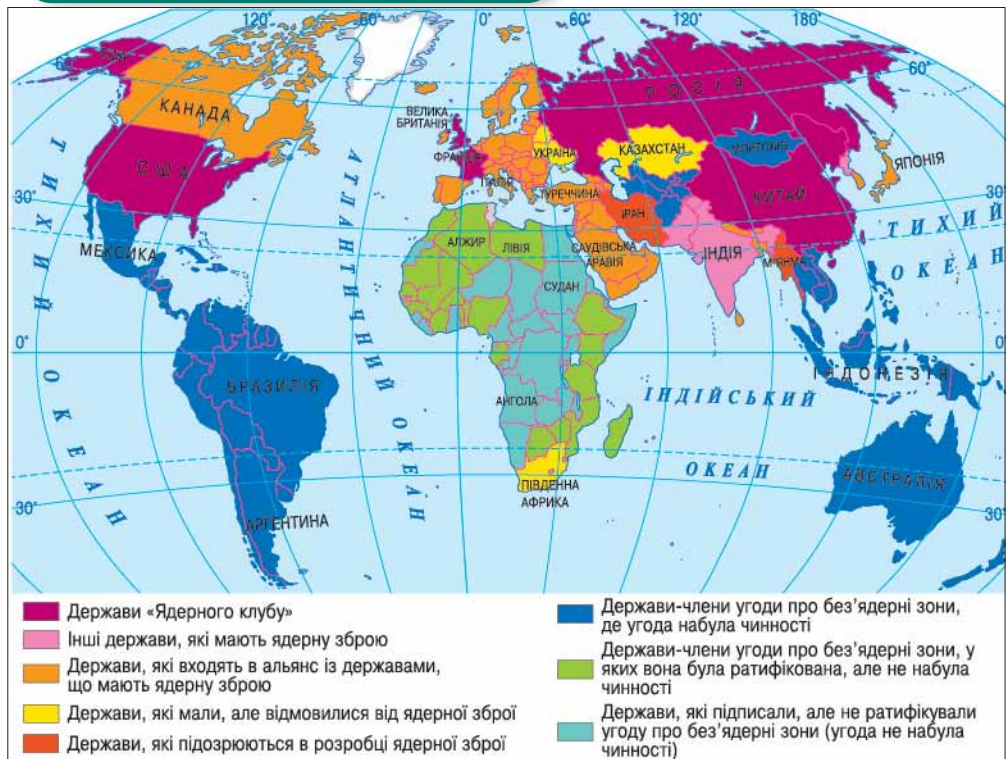 120° 60° 0° 60° 120° 180°
60° 60°
КАНАДА
США
ВЕЛИКА
БРИТАНІЯ
ФРАНЦІЯ
ІТАЛІЯ
УКРАЇНА
ТУРЕЧЧИНА
РОСІЯ
КАЗАХСТАН
МОНГОЛІЯ
КИТАЙ
ЯПОНІЯ
30° 30°
МЕКСИКА
АЛЖИР
ЛІВІЯ
СУДАН
САУДІВСЬКА
АРАВІЯ
ІРАН
ІНДІЯ
М'ЯНМА
ТИХИЙ
ОКЕАН
ТИХИЙ
ОКЕАН
АТЛАНТИЧНИЙ ОКЕАН
0° 0°
БРАЗИЛІЯ
АНГОЛА
ІНДОНЕЗІЯ
ІНДІЙСЬКИЙ
ОКЕАН
АВСТРАЛІЯ
30° 30°
АРГЕНТИНА
ПІВДЕННА
АФРИКА
Держави «Ядерного клубу»
Інші держави, які мають ядерну зброю
Держави, які входять в альянс із державами,
що мають ядерну зброю
Держави, які мали, але відмовилися від ядерної зброї
Держави, які підозрюються в розробці ядерної зброї
Держави-члени угоди про без’ядерні зони,
де угода набула чинності
Держави-члени угоди про без’ядерні зони, у
яких вона була ратифікована, але не набула
чинності
Держави, які підписали, але не ратифікували
угоду про без’ядерні зони (угода не набула
чинності)